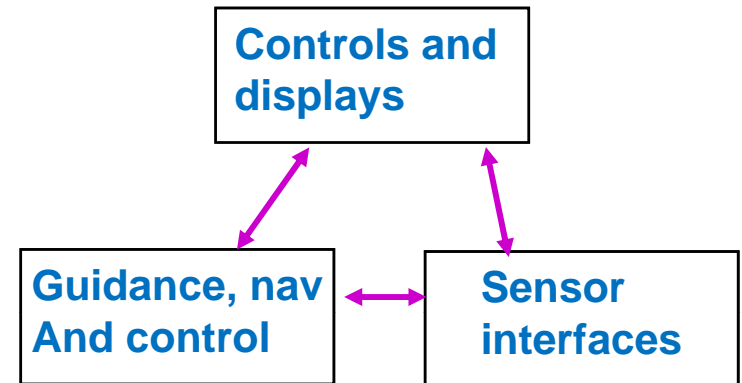 Controls and
displays
Guidance, nav
And control
Sensor
interfaces